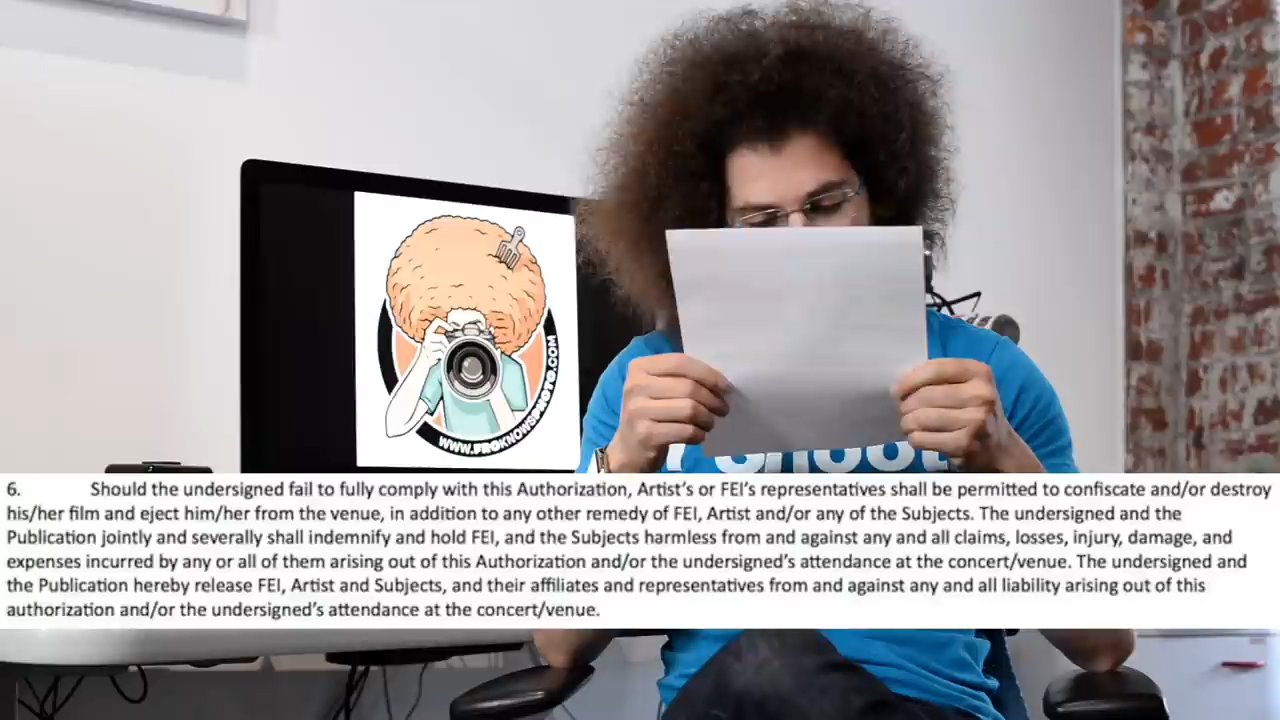 WWW.FROKNOWSPHOTO.COM
SHOOT
6. Should the undersigned fail to fully comply with this Authorization, Artist's or FEI's representatives shall be permitted to confiscate and/or destroy
his/her film and eject him/her from the venue, in addition to any other remedy of FEI, Artist and/or any of the Subjects. The undersigned and the
Publication jointly and severally shall indemnify and hold FEI, and the Subjects harmless from and against any and all claims, losses, injury, damage, and
expenses incurred by any or all of them arising out of this Authorization and/or the undersigned's attendance at the concert/venue. The undersigned and
the Publication hereby release FEI, Artist and Subjects, and their affiliates and representatives from and against any and all liability arising out of this
authorization and/or the undersigned's attendance at the concert/venue.